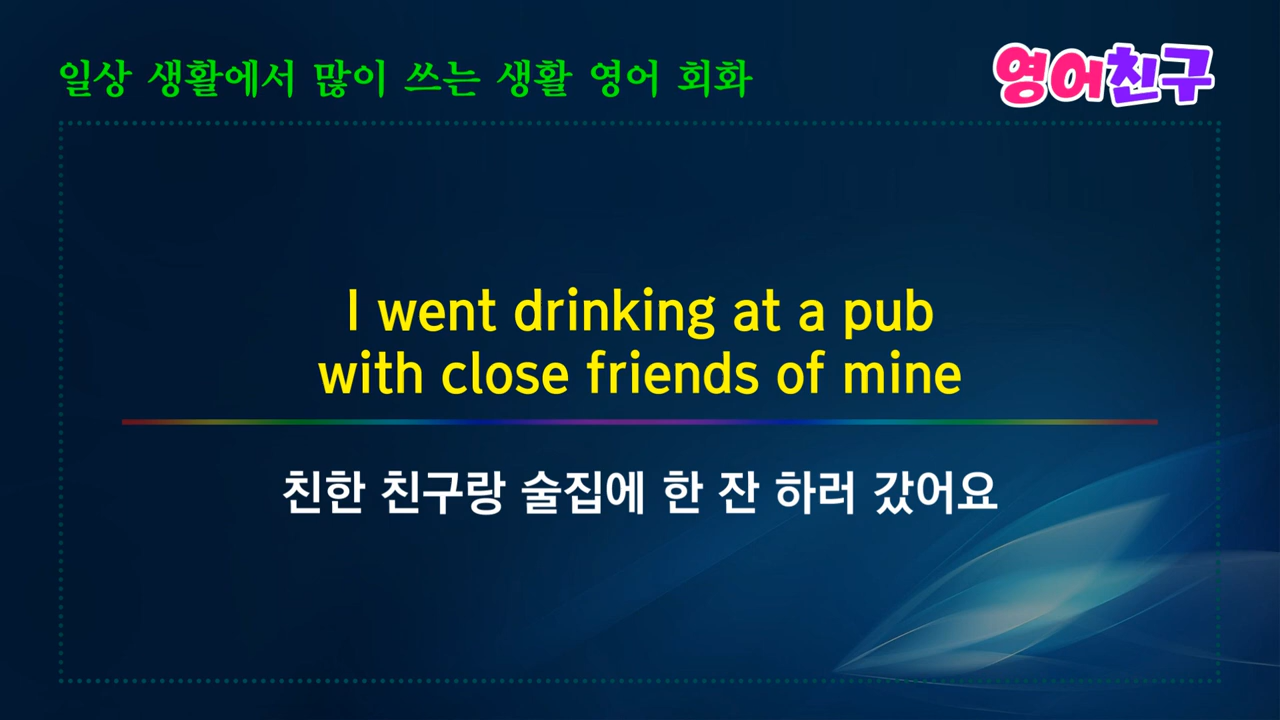 일상 생활에서 많이 쓰는 생활 영어 회화
영어친구
I went drinking at a pub
with close friends of mine
친한 친구랑 술집에 한 잔 하러 갔어요